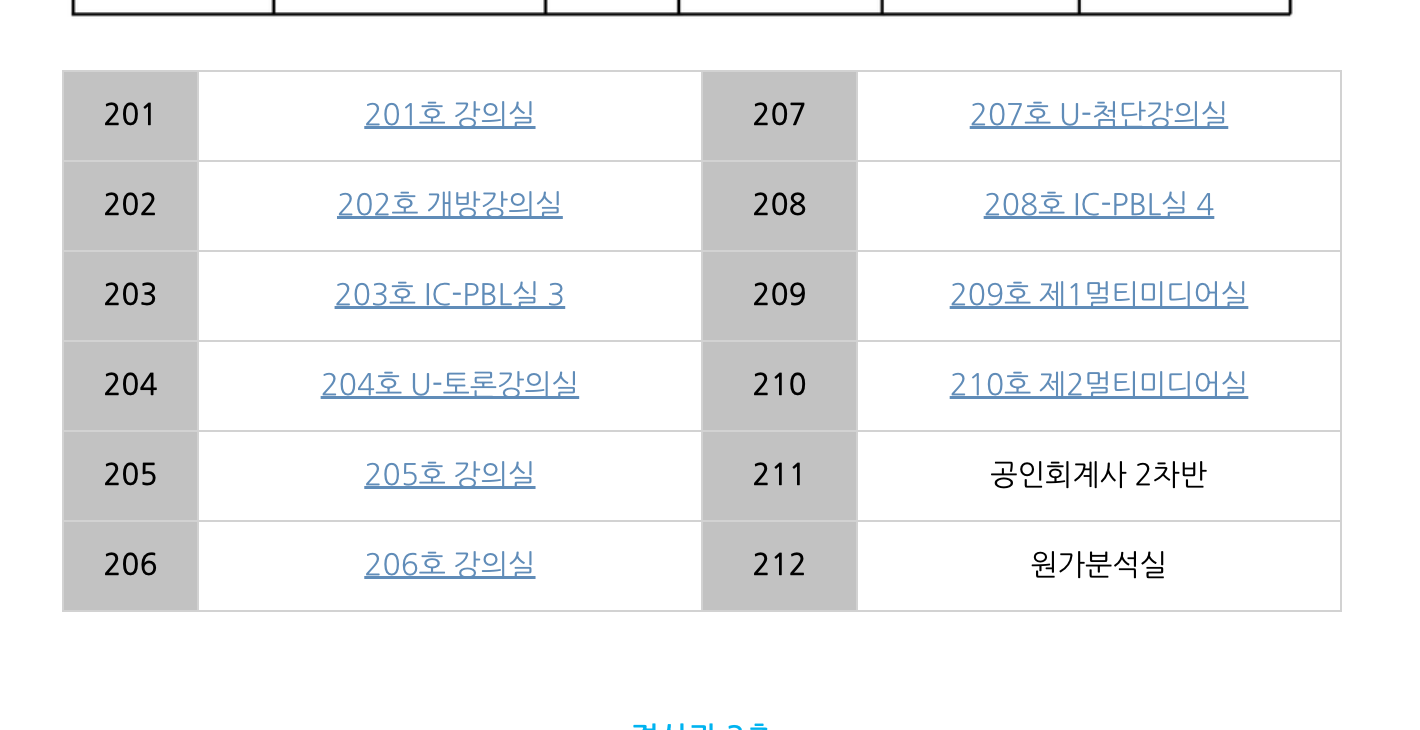 201 201호 강의실 207 207호 U-첨단강의실
202 202호 개방강의실 208 208호 IC-PBL실 4
203 203호 IC-PBL실 3 209 209호 제1멀티미디어실
204 204호 U-토론강의실 210 210호 제2멀티미디어실
205 205호 강의실 211 공인회계사 2차반
206 206호 강의실 212 원가분석실